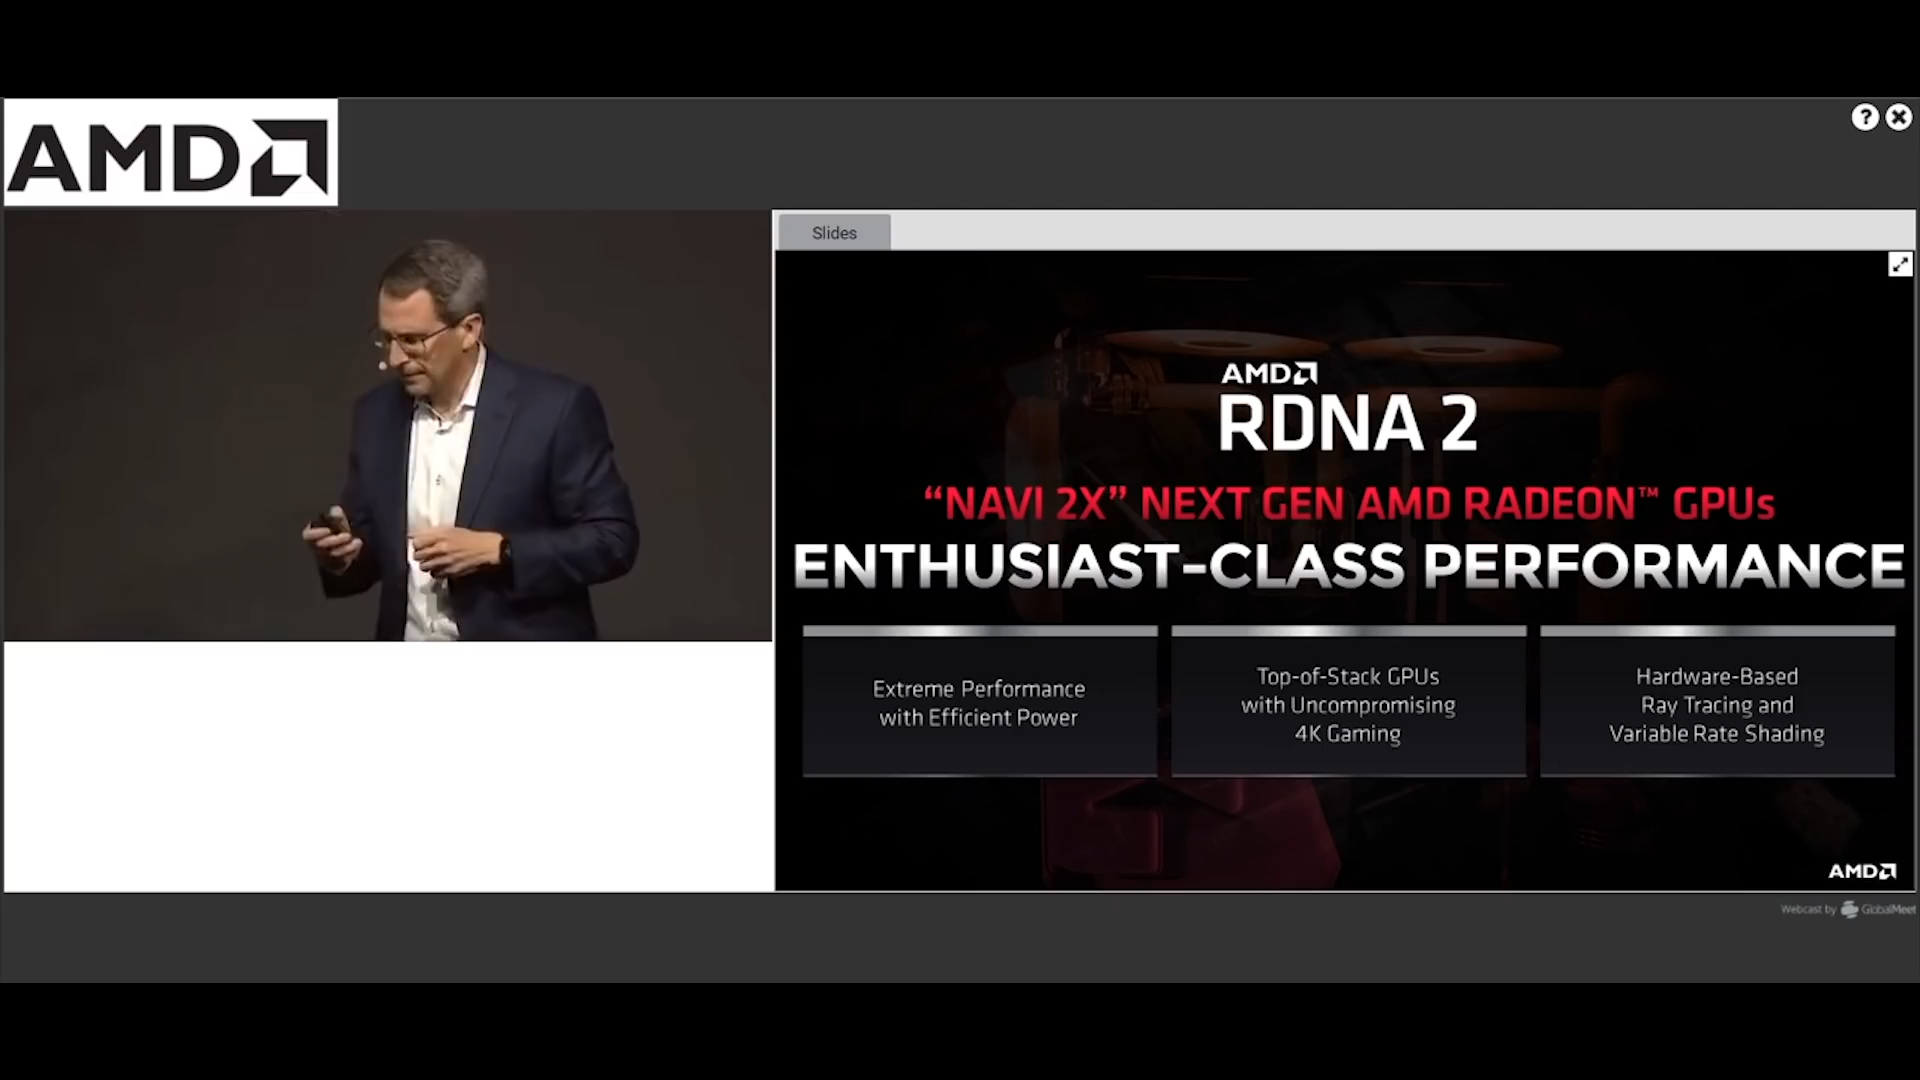 AMD
Slides
AMD
RDNA 2
“NAVI 2X” NEXT GEN AMD RADEON™ GPUs
ENTHUSIAST-CLASS PERFORMANCE
Extreme Performance
with Efficient Power
Top-of-Stack GPUs
with Uncompromising
4K Gaming
Hardware-Based
Ray Tracing and
Variable Rate Shading
AMD
Webcast by GlobalMeet